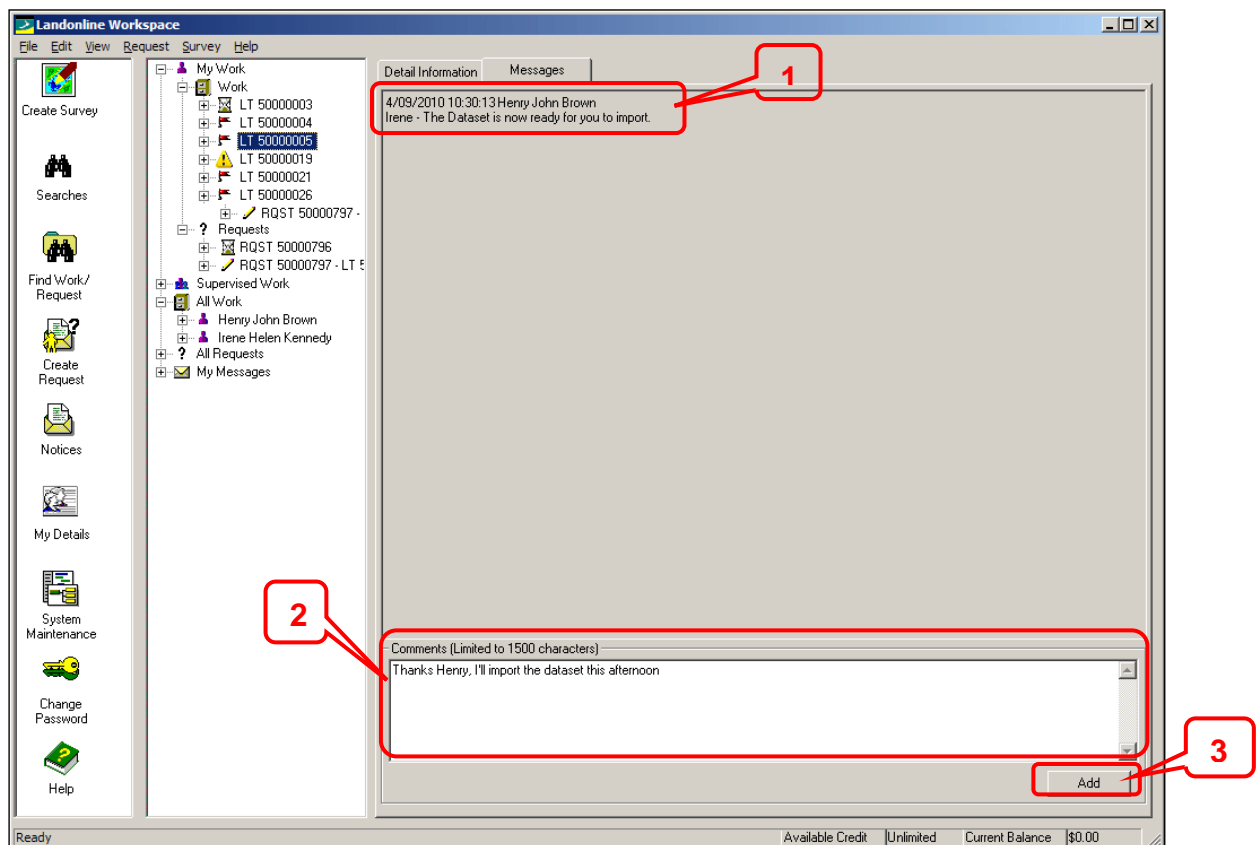 Landonline Workspace
File Edit View Request Survey Help
Create Survey
Searches
Find Work/
Request
Create
Request
Notices
My Details
System
Maintenance
Change
Password
Help
My Work
Work
LT 50000003
LT 50000004
LT 50000005
LT 50000019
LT 50000021
LT 50000026
RQST 50000797 -
? Requests
RQST 50000796
RQST 50000797 - LT 5
Supervised Work
All Work
Henry John Brown
Irene Helen Kennedy
? All Requests
My Messages
Detail Information Messages
1
4/09/2010 10:30:13 Henry John Brown
Irene - The Dataset is now ready for you to import.
2
Comments (Limited to 1500 characters)
Thanks Henry, I'll import the dataset this afternoon
3
Add
Ready Available Credit Unlimited Current Balance $0.00